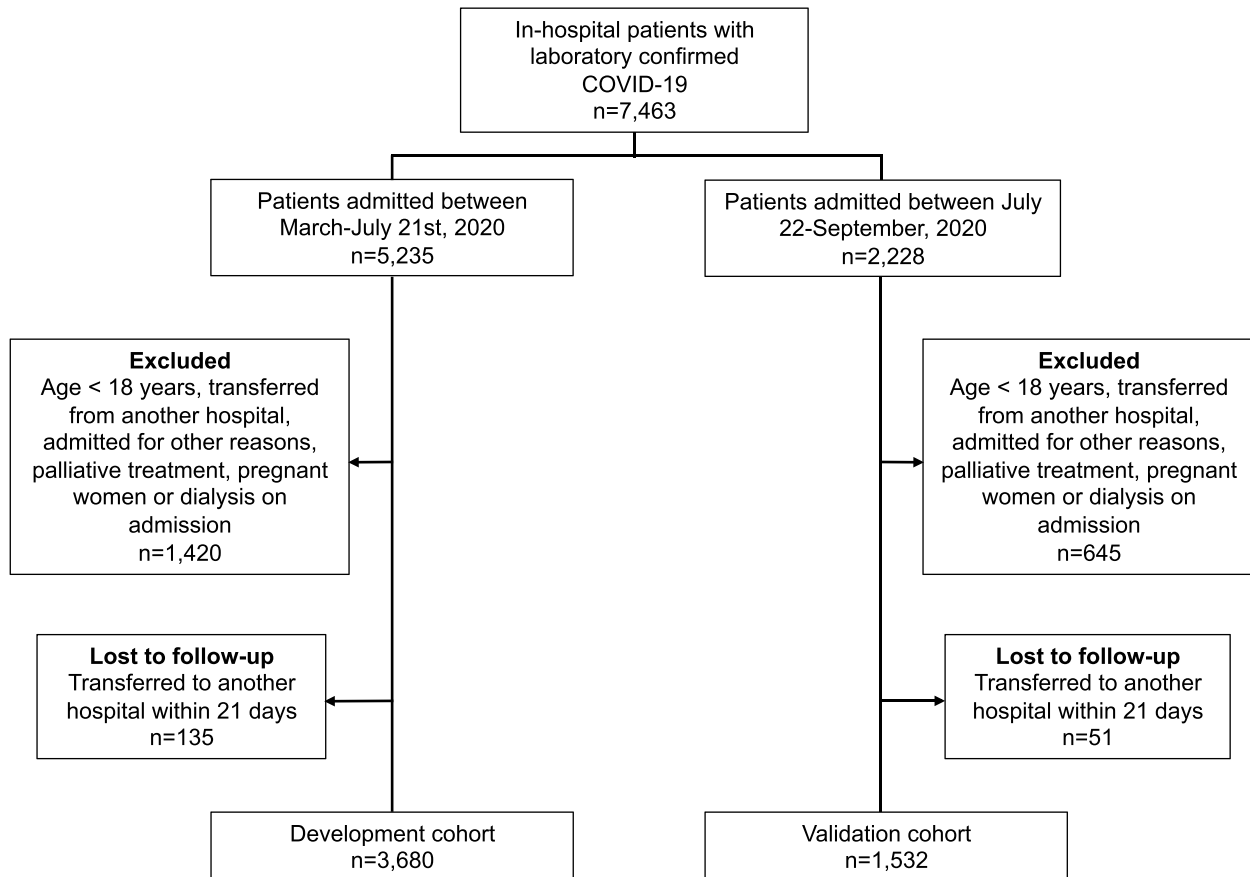 In-hospital patients with
laboratory confirmed
COVID-19
n=7,463
Patients admitted between
March-July 21st, 2020
n=5,235
Patients admitted between July
22-September, 2020
n=2,228
Excluded
Age < 18 years, transferred
from another hospital,
admitted for other reasons,
palliative treatment, pregnant
women or dialysis on
admission
n=1,420
Excluded
Age < 18 years, transferred
from another hospital,
admitted for other reasons,
palliative treatment, pregnant
women or dialysis on
admission
n=645
Lost to follow-up
Transferred to another
hospital within 21 days
n=135
Lost to follow-up
Transferred to another
hospital within 21 days
n=51
Development cohort
n=3,680
Validation cohort
n=1,532